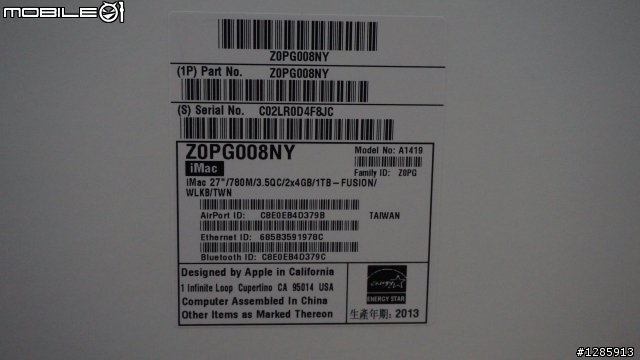 MOBILE01
Z0PG008NY
(1P) Part No. Z0PG008NY
(S) Serial No. C02LR0D4F8JC
Z0PG008NY
Model No: A1419
iMac
Family ID: Z0PG
iMac 27"/780M/3.5QC/2x4GB/1TB-FUSION/
WLKB/TWN
AirPort ID: C8E0EB4D379B TAIWAN
Ethernet ID: 685B3591978C
Bluetooth ID: C8E0EB4D379C
Designed by Apple in California
1 Infinite Loop Cupertino CA 95014 USA
Computer Assembled In China
Other Items as Marked Thereon
energy
ENERGY STAR
生產年期: 2013
#1285913